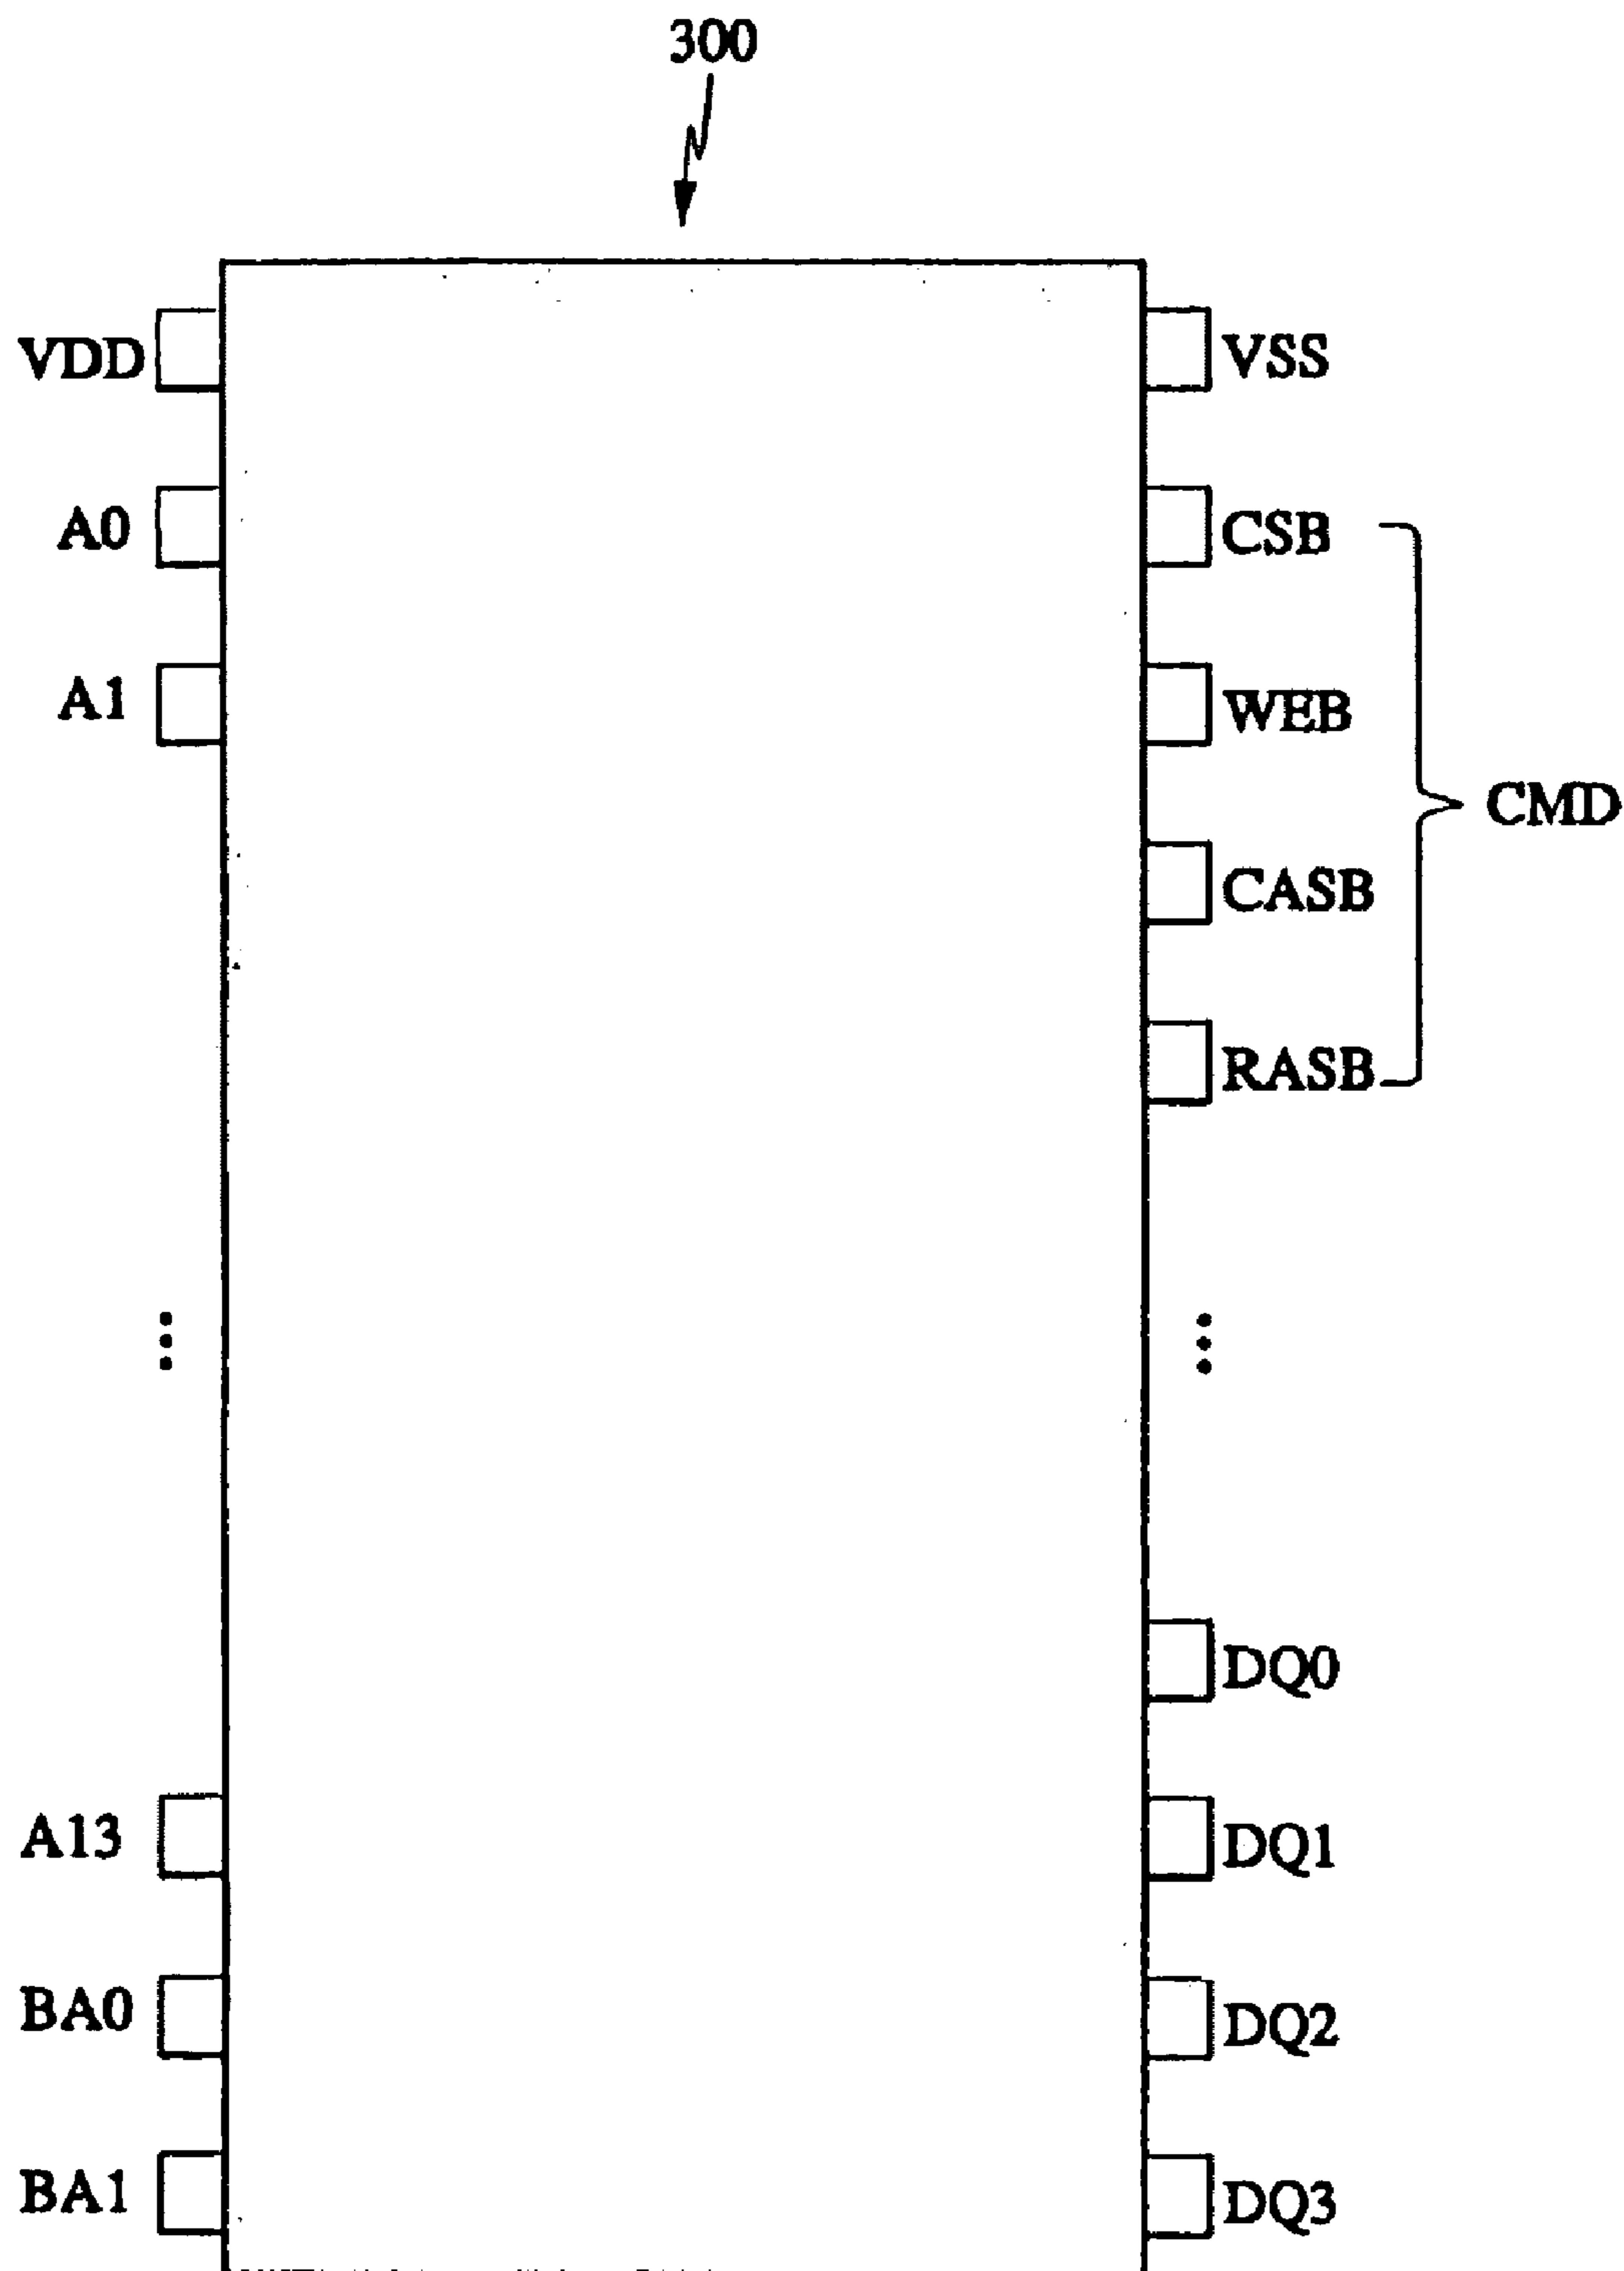 300
VDD
VSS
A0
CSB
A1
WEB
CMD
CASB
RASB
DQ0
A13
DQ1
BA0
DQ2
BA1
DQ3